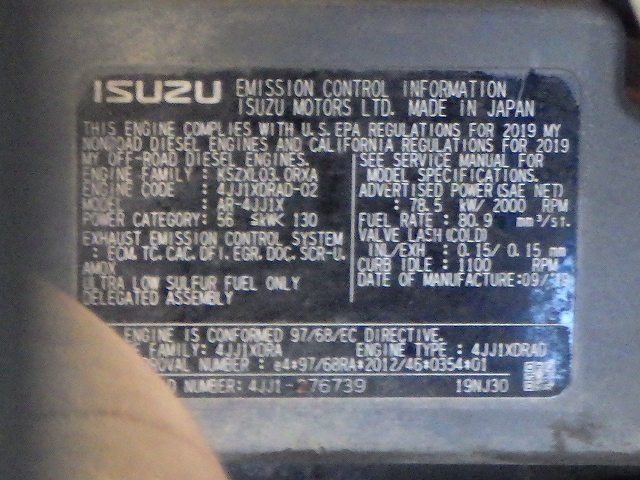 ISUZU EMISSION CONTROL INFORMATION
ISUZU MOTORS LTD. MADE IN JAPAN
THIS ENGINE COMPLIES WITH U.S.EPA REGULATIONS FOR 2019 MY
NONROAD DIESEL ENGINES AND CALIFORNIA REGULATIONS FOR 2019
MY OFF-ROAD DIESEL ENGINES.
ENGINE FAMILY : KSZXL03.0RXA
ENGINE CODE : 4JJ1XDRAD-02
MODEL : AR-4JJ1X
POWER CATEGORY: 56 ≤kW< 130
EXHAUST EMISSION CONTROL SYSTEM
: ECM, TC, CAC, DFI, EGR, DOC, SCR-U,
AMOX
ULTRA LOW SULFUR FUEL ONLY
DELEGATED ASSEMBLY
SEE SERVICE MANUAL FOR
MODEL SPECIFICATIONS.
ADVERTISED POWER(SAE NET)
: 78.5 kW/ 2000 RPM
FUEL RATE : 80.9 mm³/st.
VALVE LASH(COLD)
IN/EXH : 0.15/ 0.15 mm
CURB IDLE : 1100 RPM
DATE OF MANUFACTURE:09/
ENGINE IS CONFORMED 97/68/EC DIRECTIVE.
FAMILY: 4JJ1XDRA ENGINE TYPE : 4JJ1XDRAD
NUMBER : e4*97/68RA*2012/46*0354*01
NUMBER: 4JJ1- 76739 19NJ30